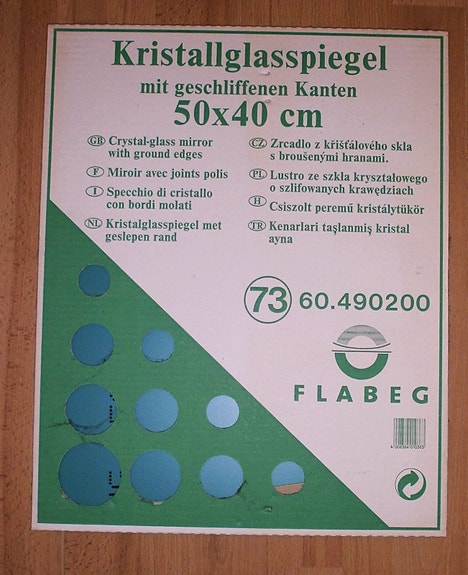 Kristallglasspiegel
mit geschliffenen Kanten
50x40 cm
GB Crystal-glass mirror
with ground edges
F Miroir avec joints polis
I Specchio di cristallo
con bordi molati
NL Kristalglasspiegel met
geslepen rand
CZ Zrcadlo z křišťálového skla
s broušenými hranami.
PL Lustro ze szkła kryształowego
o szlifowanych krawędziach
H Csiszolt peremű kristálytükör
TR Kenarlari taşlanmiş kristal
ayna
73 60.490200
FLABEG